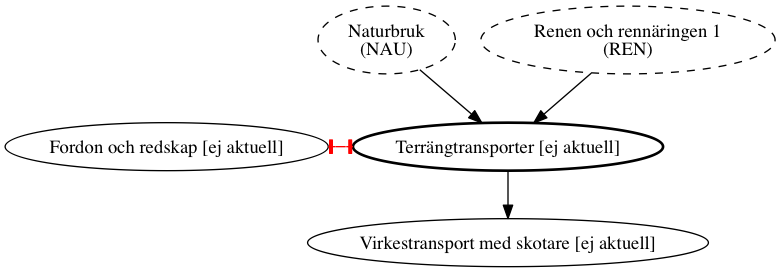 Naturbruk
(NAU)
Renen och rennäringen 1
(REN)
Fordon och redskap [ej aktuell]
Terrängtransporter [ej aktuell]
Virkestransport med skotare [ej aktuell]